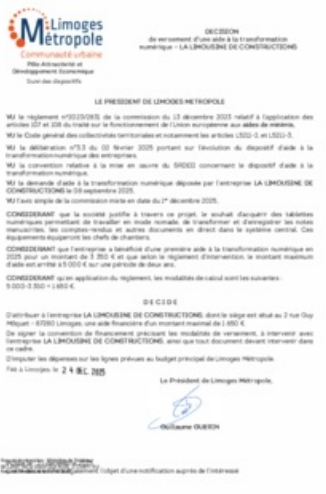 Limoges
Métropole
Communauté urbaine
Pôle Attractivité et
Développement Economique
Suivi des dispositifs
DECISION
de versement d'une aide à la transformation
numérique - LA LIMOUSINE DE CONSTRUCTIONS
LE PRESIDENT DE LIMOGES METROPOLE
VU le règlement n°2023/2831 de la commission du 13 décembre 2023 relatif à l'application des
articles 107 et 108 du traité sur le fonctionnement de l'Union européenne aux aides de minimis,
VU le Code général des collectivités territoriales et notamment les articles L5211-2, et L5211-3.
VU la délibération n°5.3 du 02 février 2025 portant sur l'évolution du dispositif d'aide à la
transformation numérique des entreprises.
VU la convention relative à la mise en œuvre du SRDEII concernant le dispositif d'aide à la
transformation numérique.
VU la demande d'aide à la transformation numérique déposée par l'entreprise LA LIMOUSINE DE
CONSTRUCTIONS le 09 septembre 2025.
VU l'avis simple de la commission mixte en date du 1er décembre 2025.
CONSIDERANT que la société justifie à travers ce projet, le souhait d'acquérir des tablettes
numériques permettant de travailler en mode nomade, de transformer et d'enregistrer les notes
manuscrites, les comptes-rendus et autres documents en direct dans le système central. Ces
équipements équiperont les chefs de chantiers.
CONSIDERANT que l'entreprise a bénéficié d'une première aide à la transformation numérique en
2025 pour un montant de 3 350 € et que selon le règlement d'intervention, le montant maximum
d'aide est arrêté à 5 000 € sur une période de deux ans.
CONSIDERANT qu'en application du règlement, les modalités de calcul sont les suivantes :
5 000-3 350 = 1 650 €.
DECIDE
D'attribuer à l'entreprise LA LIMOUSINE DE CONSTRUCTIONS, dont le siège est situé au 2 rue Guy
Môquet - 87280 Limoges, une aide financière d'un montant maximal de 1 650 €.
De signer la convention de financement précisant les modalités de versement, à intervenir avec
l'entreprise LA LIMOUSINE DE CONSTRUCTIONS, ainsi que tout document devant intervenir dans
ce cadre.
D'imputer les dépenses sur les lignes prévues au budget principal de Limoges Métropole.
Fait à Limoges, le 24 DEC. 2025
Le Président de Limoges Métropole,
Guillaume GUERIN
l'objet d'une notification auprès de l'intéressé